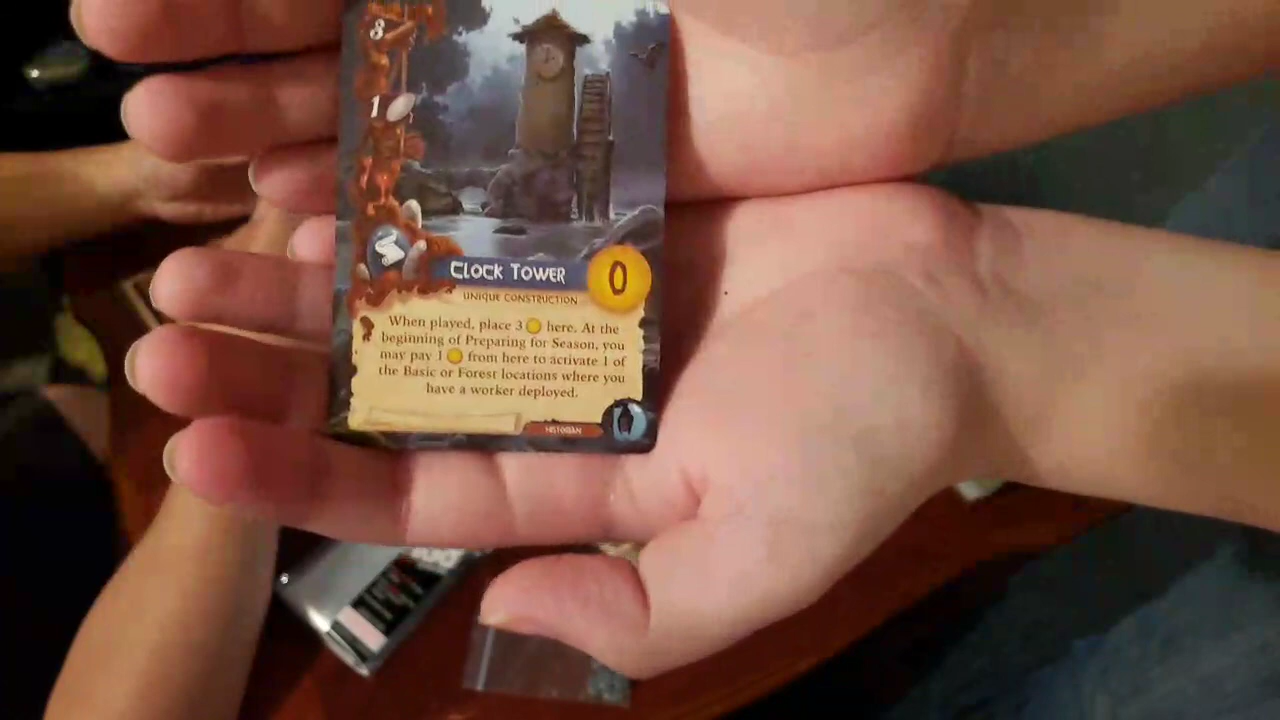 3
1
CLOCK TOWER
0
UNIQUE CONSTRUCTION
When played, place 3 here. At the
beginning of Preparing for Season, you
may pay 1 from here to activate 1 of
the Basic or Forest locations where you
have a worker deployed.
HISTORIAN